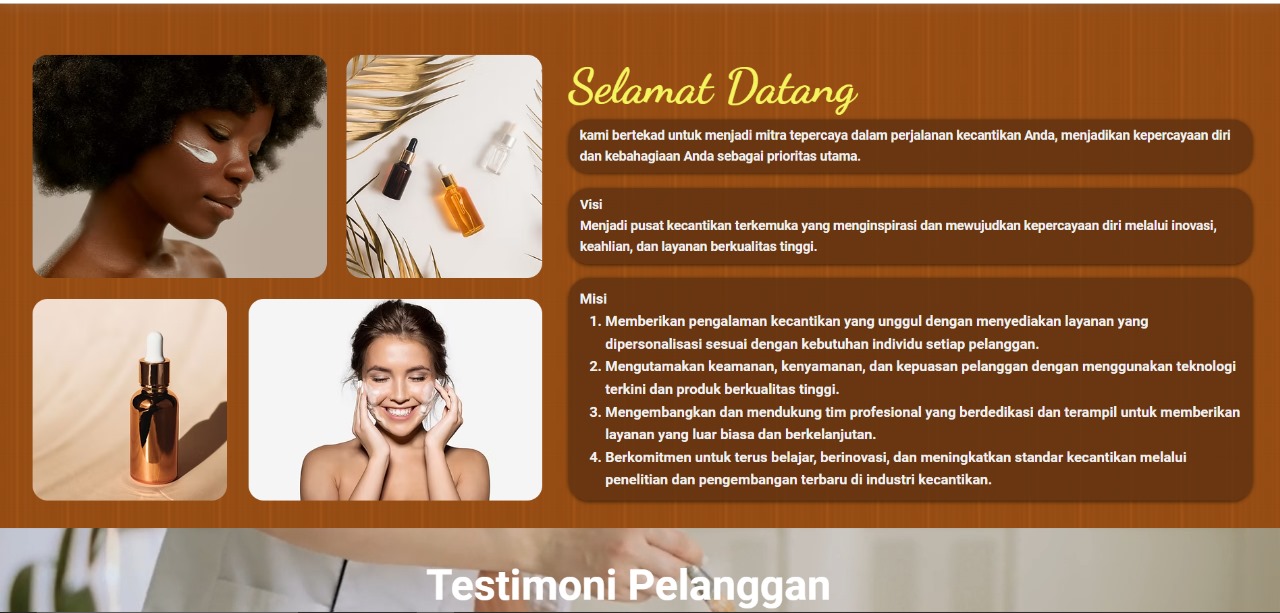 Selamat Datang
kami bertekad untuk menjadi mitra tepercaya dalam perjalanan kecantikan Anda, menjadikan kepercayaan diri
dan kebahagiaan Anda sebagai prioritas utama.
Visi
Menjadi pusat kecantikan terkemuka yang menginspirasi dan mewujudkan kepercayaan diri melalui inovasi,
keahlian, dan layanan berkualitas tinggi.
Misi
1. Memberikan pengalaman kecantikan yang unggul dengan menyediakan layanan yang
dipersonalisasi sesuai dengan kebutuhan individu setiap pelanggan.
2. Mengutamakan keamanan, kenyamanan, dan kepuasan pelanggan dengan menggunakan teknologi
terkini dan produk berkualitas tinggi.
3. Mengembangkan dan mendukung tim profesional yang berdedikasi dan terampil untuk memberikan
layanan yang luar biasa dan berkelanjutan.
4. Berkomitmen untuk terus belajar, berinovasi, dan meningkatkan standar kecantikan melalui
penelitian dan pengembangan terbaru di industri kecantikan.
Testimoni Pelanggan